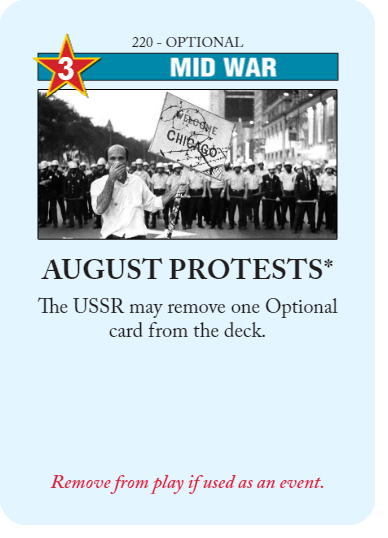 220 - OPTIONAL
3
MID WAR
WELCOME
CHICAGO
AUGUST PROTESTS*
The USSR may remove one Optional
card from the deck.
Remove from play if used as an event.